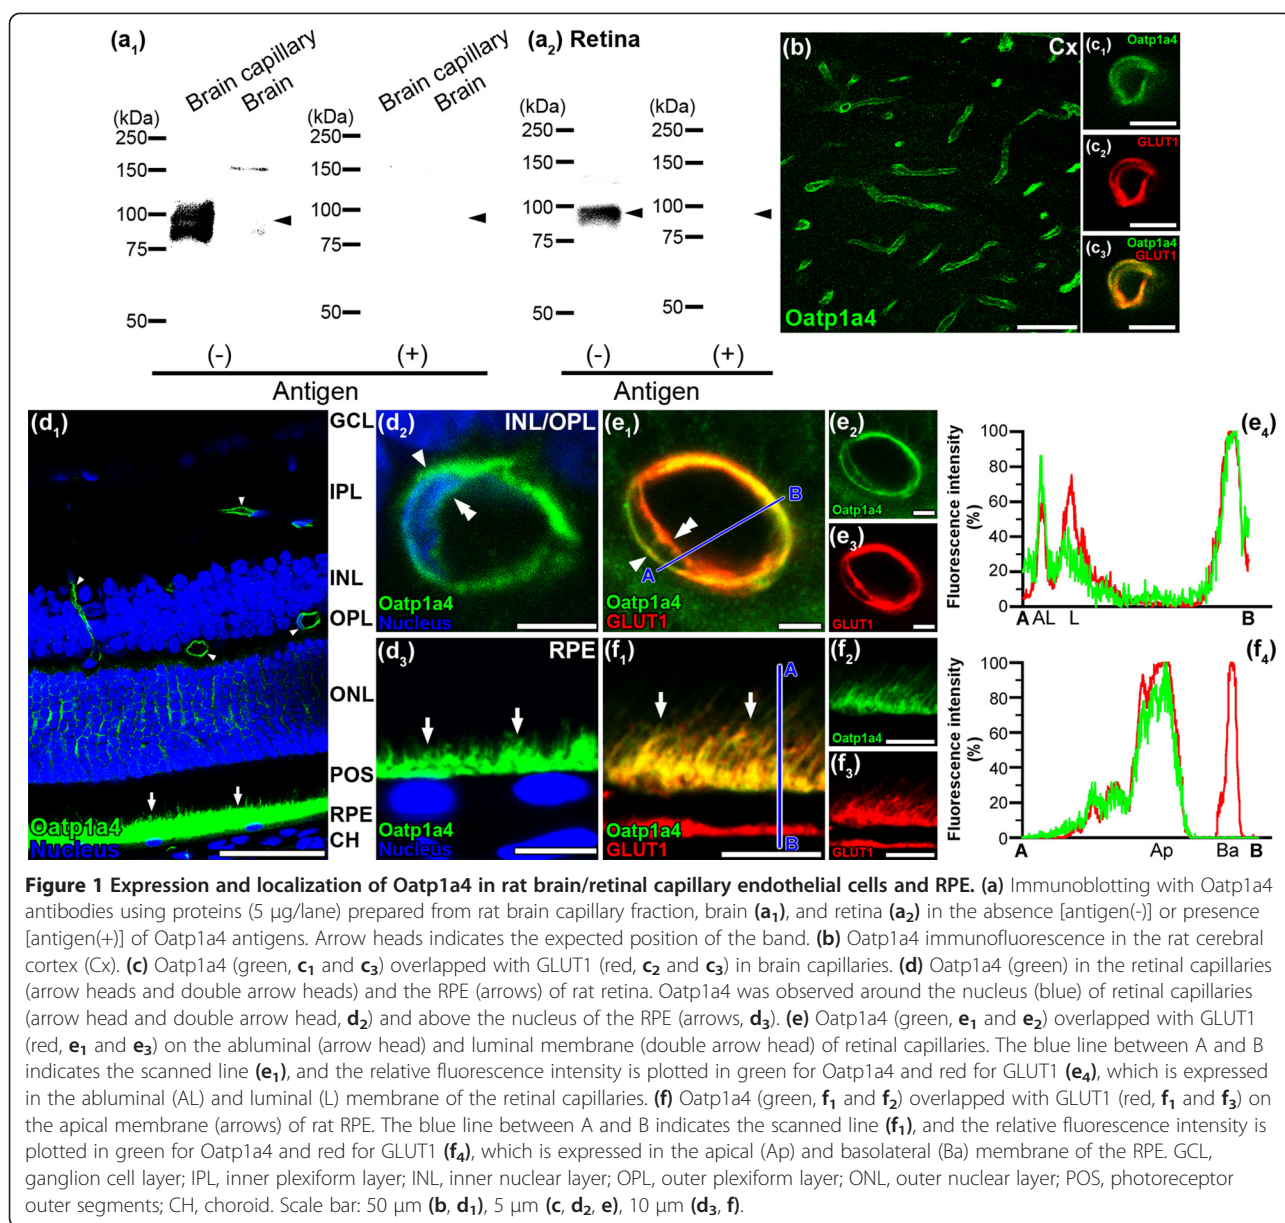 (a1)
Brain capillary
Brain
Brain capillary
Brain
(kDa)
250
150
100
75
50
(kDa)
250
150
100
75
50
(-)
(+)
Antigen
(a2) Retina
(kDa)
250
150
100
75
50
(kDa)
250
150
100
75
50
(-)
(+)
Antigen
(b)
Cx
Oatp1a4
(c1)
Oatp1a4
(c2)
GLUT1
(c3)
Oatp1a4
GLUT1
(d1)
Oatp1a4
Nucleus
GCL
IPL
INL
OPL
ONL
POS
RPE
CH
(d2)
INL/OPL
Oatp1a4
Nucleus
(d3)
RPE
Oatp1a4
Nucleus
(e1)
A
B
Oatp1a4
GLUT1
(e2)
Oatp1a4
(e3)
GLUT1
(e4)
Fluorescence intensity
(%)
100
80
60
40
20
0
A
AL
L
B
(f1)
A
B
Oatp1a4
GLUT1
(f2)
Oatp1a4
(f3)
GLUT1
(f4)
Fluorescence intensity
(%)
100
80
60
40
20
0
A
Ap
Ba
B
Figure 1 Expression and localization of Oatp1a4 in rat brain/retinal capillary endothelial cells and RPE. (a) Immunoblotting with Oatp1a4
antibodies using proteins (5 μg/lane) prepared from rat brain capillary fraction, brain (a1), and retina (a2) in the absence [antigen(-)] or presence
[antigen(+)] of Oatp1a4 antigens. Arrow heads indicates the expected position of the band. (b) Oatp1a4 immunofluorescence in the rat cerebral
cortex (Cx). (c) Oatp1a4 (green, c1 and c3) overlapped with GLUT1 (red, c2 and c3) in brain capillaries. (d) Oatp1a4 (green) in the retinal capillaries
(arrow heads and double arrow heads) and the RPE (arrows) of rat retina. Oatp1a4 was observed around the nucleus (blue) of retinal capillaries
(arrow head and double arrow head, d2) and above the nucleus of the RPE (arrows, d3). (e) Oatp1a4 (green, e1 and e2) overlapped with GLUT1
(red, e1 and e3) on the abluminal (arrow head) and luminal membrane (double arrow head) of retinal capillaries. The blue line between A and B
indicates the scanned line (e1), and the relative fluorescence intensity is plotted in green for Oatp1a4 and red for GLUT1 (e4), which is expressed
in the abluminal (AL) and luminal (L) membrane of the retinal capillaries. (f) Oatp1a4 (green, f1 and f2) overlapped with GLUT1 (red, f1 and f3) on
the apical membrane (arrows) of rat RPE. The blue line between A and B indicates the scanned line (f1), and the relative fluorescence intensity is
plotted in green for Oatp1a4 and red for GLUT1 (f4), which is expressed in the apical (Ap) and basolateral (Ba) membrane of the RPE. GCL,
ganglion cell layer; IPL, inner plexiform layer; INL, inner nuclear layer; OPL, outer plexiform layer; ONL, outer nuclear layer; POS, photoreceptor
outer segments; CH, choroid. Scale bar: 50 μm (b, d1), 5 μm (c, d2, e), 10 μm (d3, f).